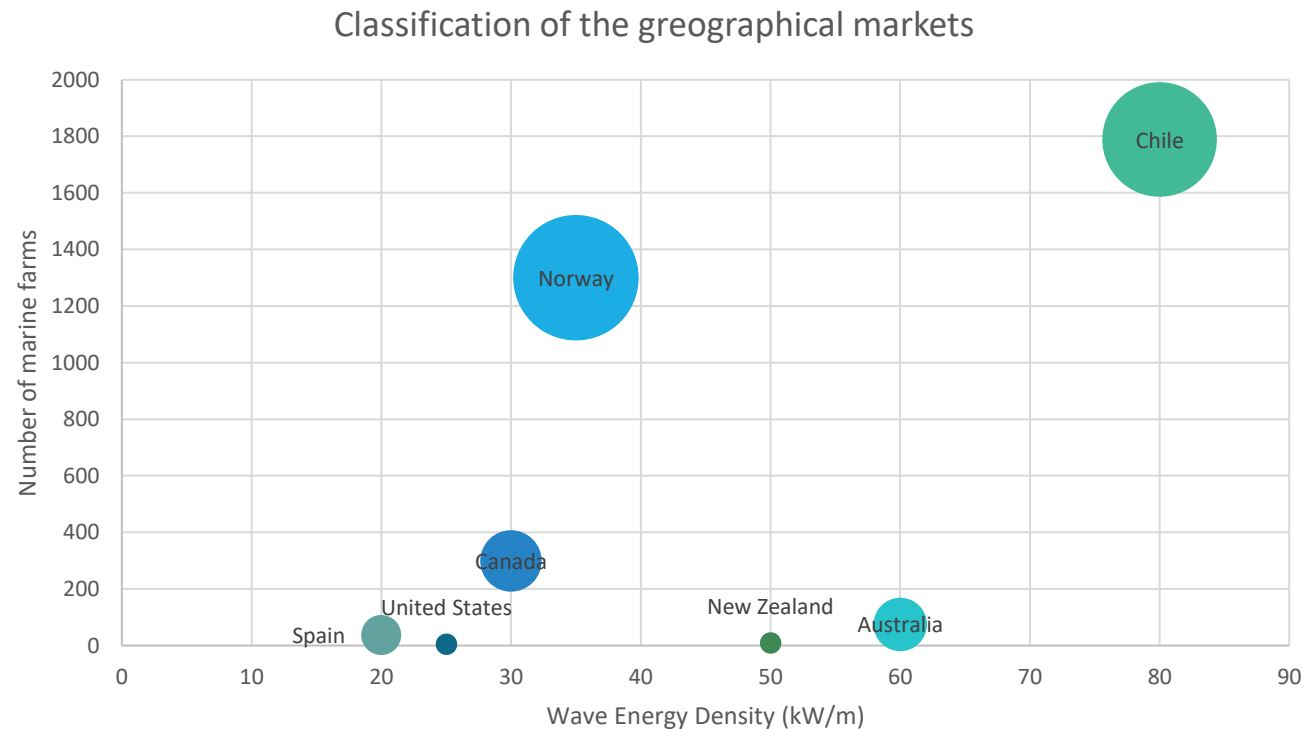 Classification of the greographical markets
Number of marine farms
2000
1800
1600
1400
1200
1000
800
600
400
200
0
Chile
Norway
Canada
United States
New Zealand
Spain
Australia
0 10 20 30 40 50 60 70 80 90
Wave Energy Density (kW/m)